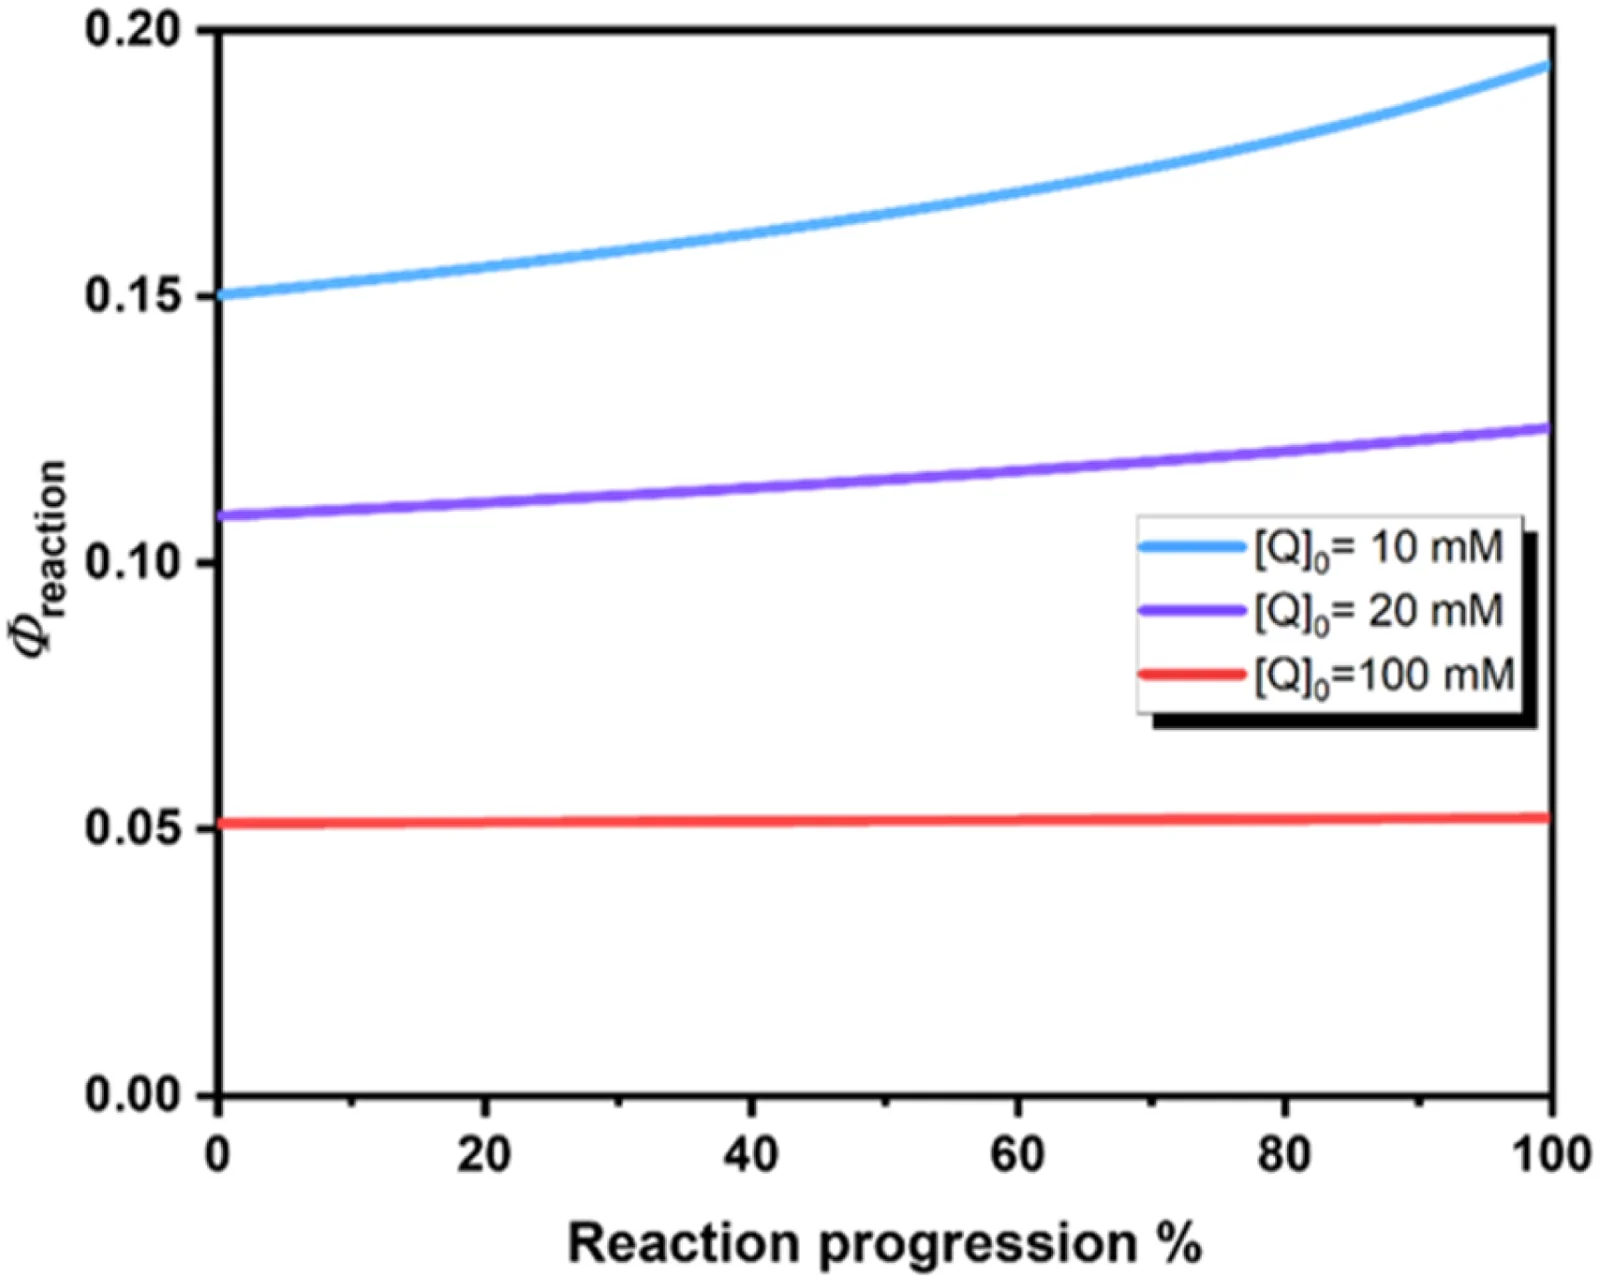 0.20
0.15
0.10
0.05
0.00
Φreaction
[Q]0= 10 mM
[Q]0= 20 mM
[Q]0=100 mM
0 20 40 60 80 100
Reaction progression %